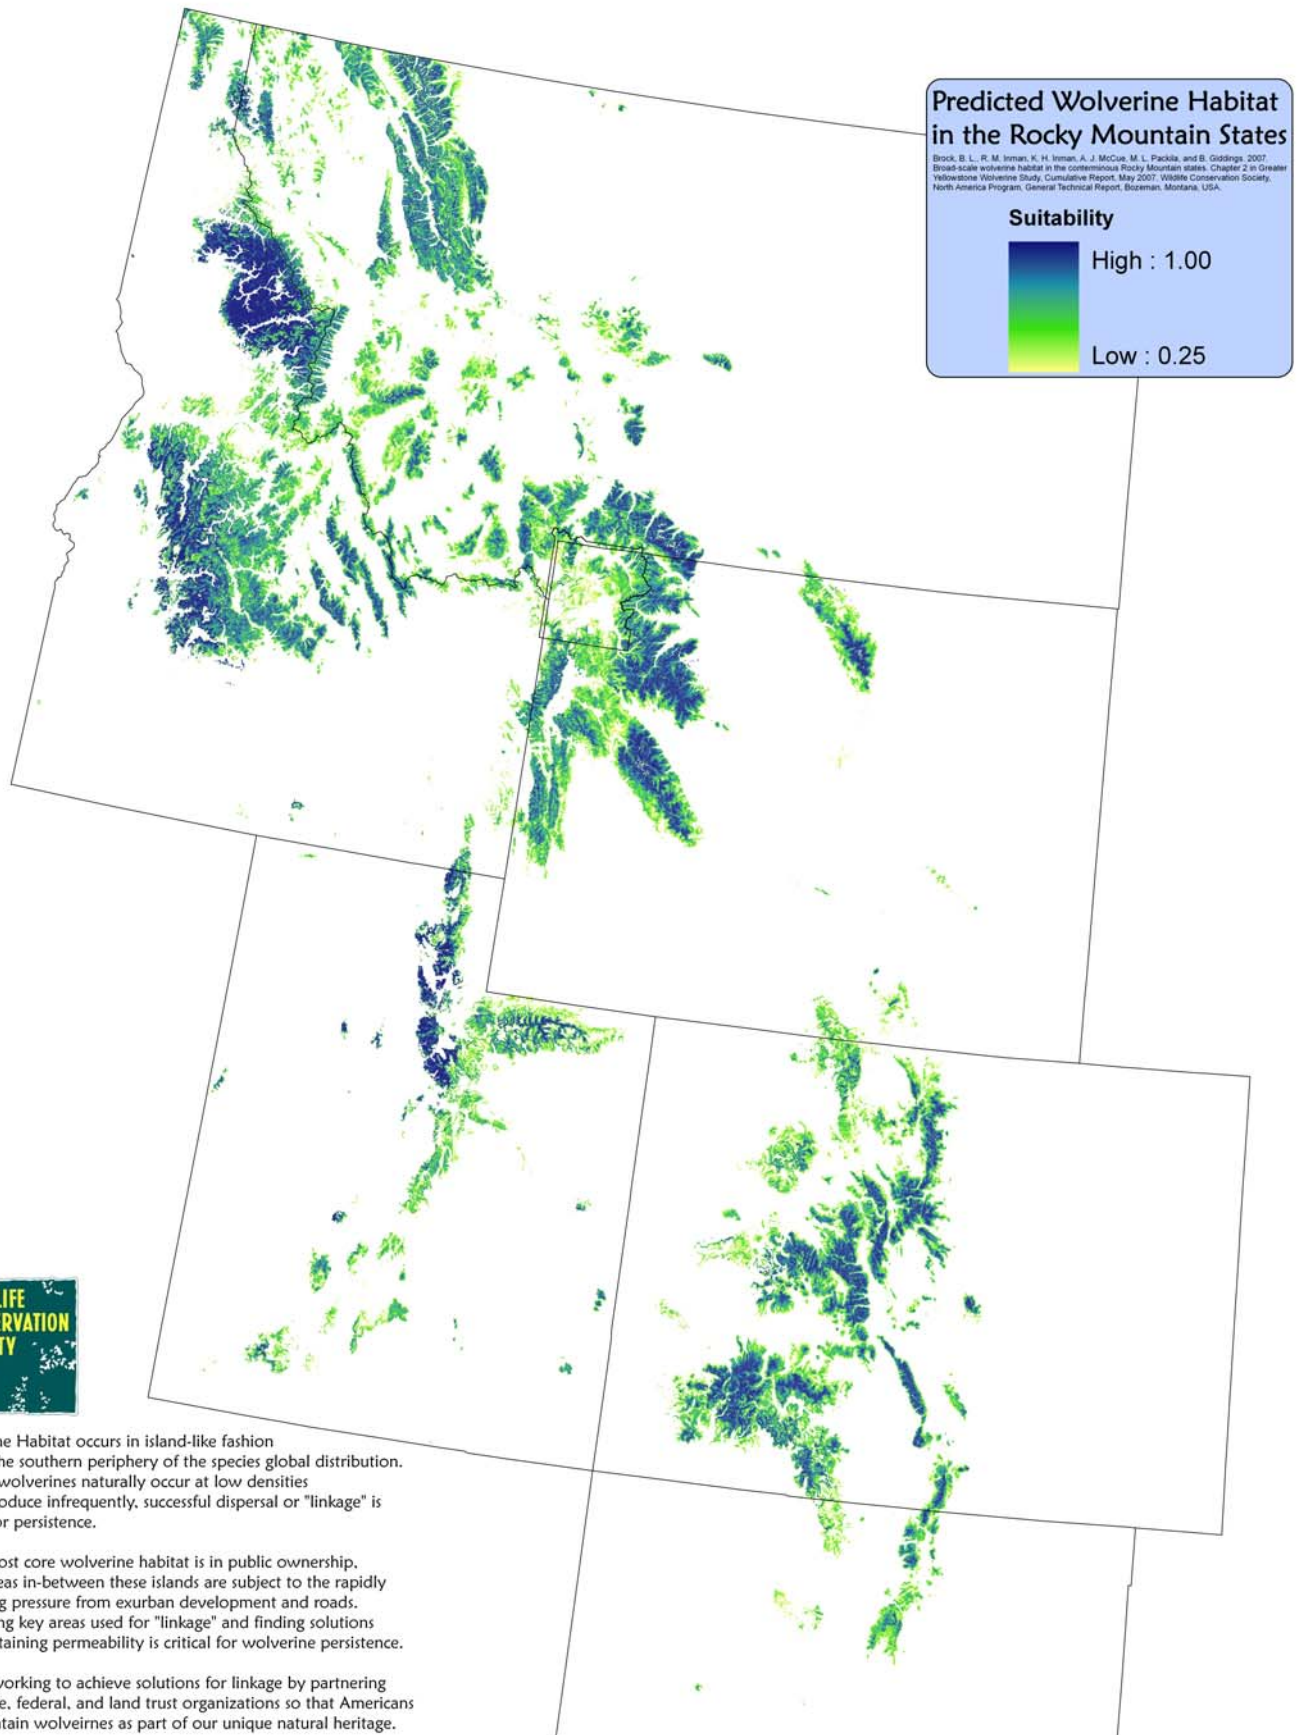 Predicted Wolverine Habitat
in the Rocky Mountain States
Brock, B. L., R. M. Inman, K. H. Inman, A. J. McCue, M. L. Packila, and B. Giddings. 2007.
Broad-scale wolverine habitat in the conterminous Rocky Mountain states. Chapter 2 in Greater
Yellowstone Wolverine Study, Cumulative Report, May 2007. Wildlife Conservation Society,
North America Program, General Technical Report, Bozeman, Montana, USA.
Suitability
High : 1.00
Low : 0.25
LIFE
ERVATION
TY
ne Habitat occurs in island-like fashion
he southern periphery of the species global distribution.
wolverines naturally occur at low densities
oduce infrequently, successful dispersal or "linkage" is
or persistence.
ost core wolverine habitat is in public ownership,
eas in-between these islands are subject to the rapidly
g pressure from exurban development and roads.
ng key areas used for "linkage" and finding solutions
taining permeability is critical for wolverine persistence.
working to achieve solutions for linkage by partnering
e, federal, and land trust organizations so that Americans
ntain wolveirnes as part of our unique natural heritage.